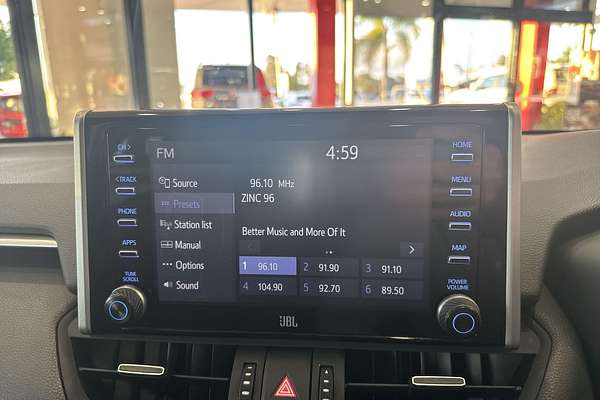 FM 4:59
CH> HOME
<TRACK MENU
PHONE AUDIO
APPS MAP
TUNE SCROLL POWER VOLUME
Source 96.10 MHz
Presets ZINC 96
Station list
Manual Better Music and More Of It
Options
Sound
1 96.10 2 91.90 3 91.10
4 104.90 5 92.70 6 89.50
JBL